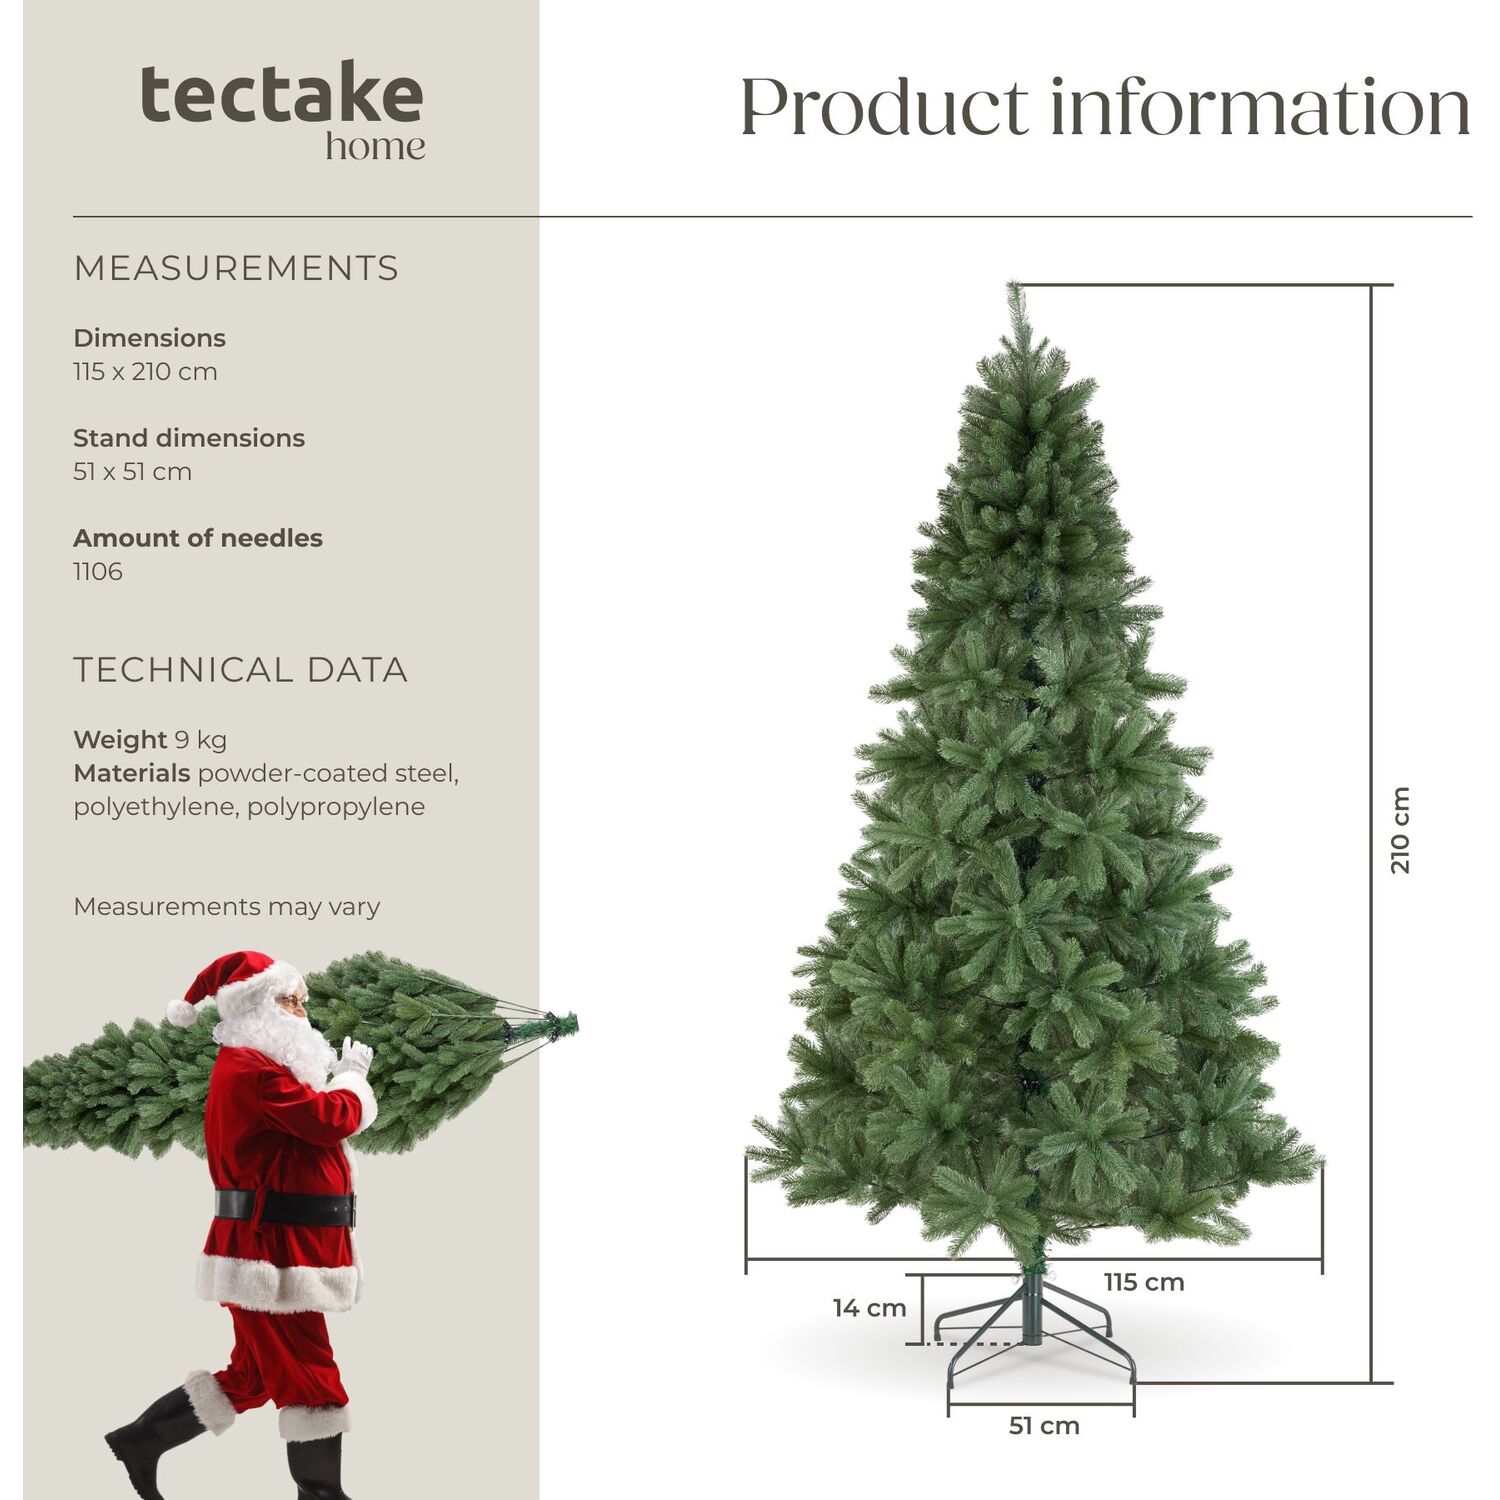 tectake
home
Product information
MEASUREMENTS
Dimensions
115 x 210 cm
Stand dimensions
51 x 51 cm
Amount of needles
1106
TECHNICAL DATA
Weight 9 kg
Materials powder-coated steel,
polyethylene, polypropylene
Measurements may vary
210 cm
115 cm
14 cm
51 cm